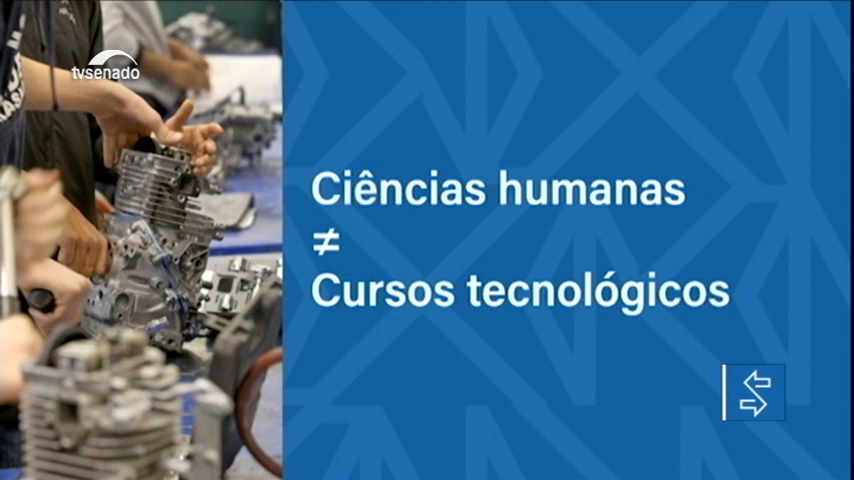 tvsenado
Ciências humanas
≠
Cursos tecnológicos